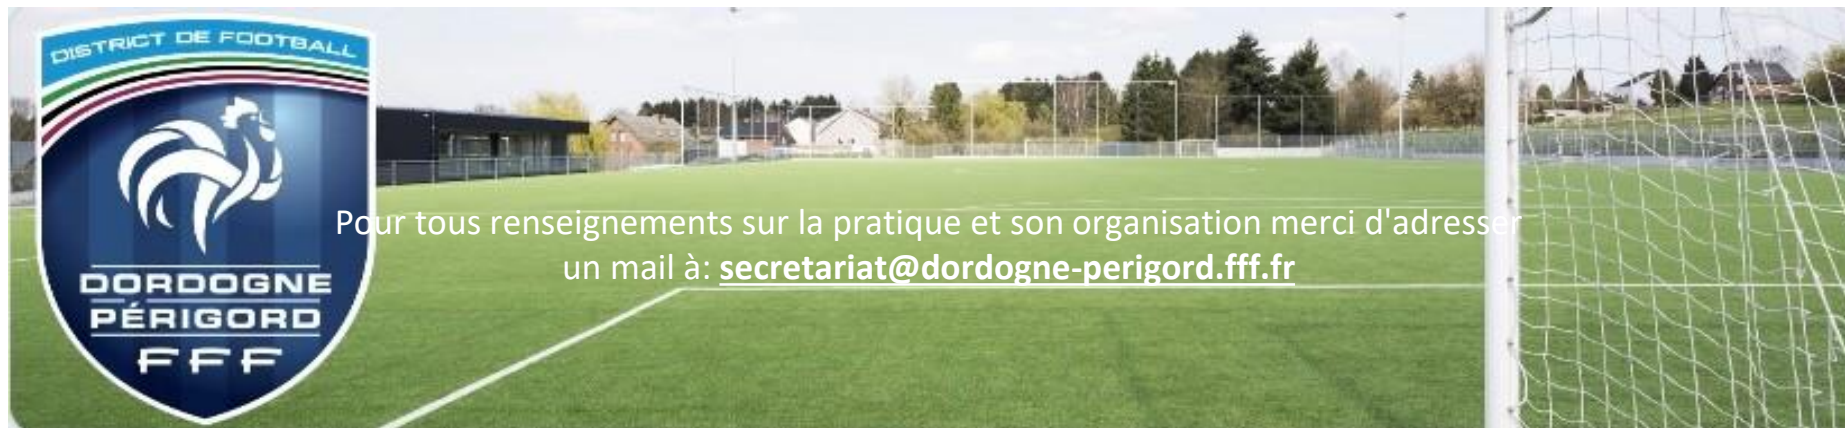 DISTRICT DE FOOTBALL
DORDOGNE
PÉRIGORD
FFF
Pour tous renseignements sur la pratique et son organisation merci d'adresser
un mail à: secretariat@dordogne-perigord.fff.fr